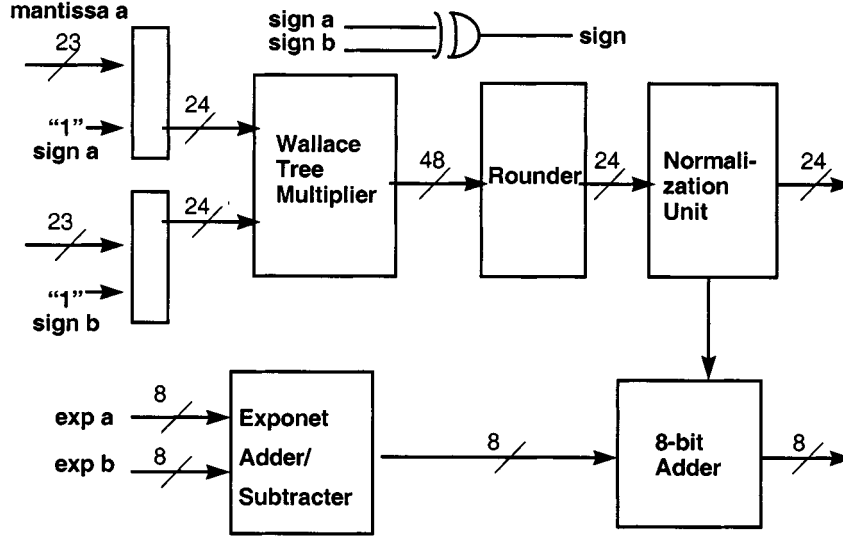 mantissa a
sign a
sign b
sign
23
"1"
sign a
24
Wallace
Tree
Multiplier
48
Rounder
24
Normali-
zation
Unit
24
23
24
"1"
sign b
exp a
8
exp b
8
Exponet
Adder/
Subtracter
8
8-bit
Adder
8